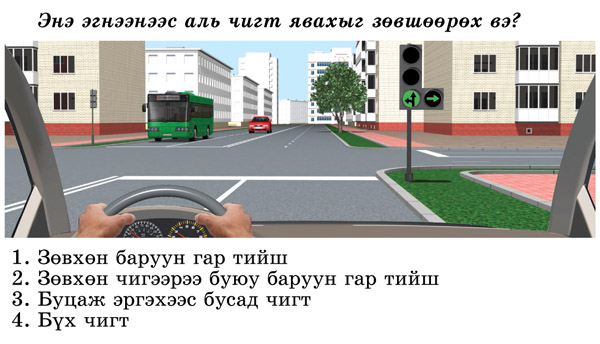 Энэ эгнээнээс аль чигт явахыг зөвшөөрөх вэ?
1. Зөвхөн баруун гар тийш
2. Зөвхөн чигээрээ буюу баруун гар тийш
3. Буцаж эргэхээс бусад чигт
4. Бүх чигт